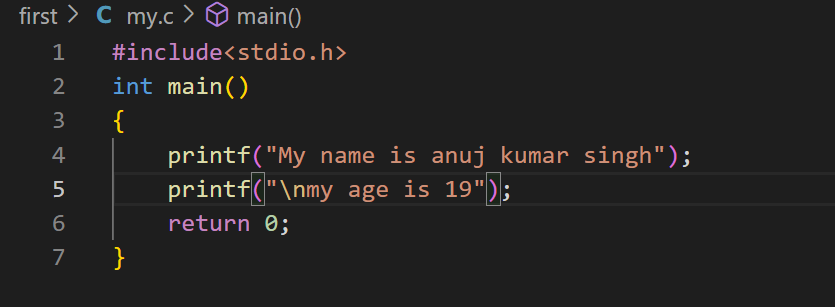 first > C my.c > main()
1 #include<stdio.h>
2 int main()
3 {
4     printf("My name is anuj kumar singh");
5     printf("\nmy age is 19");
6     return 0;
7 }